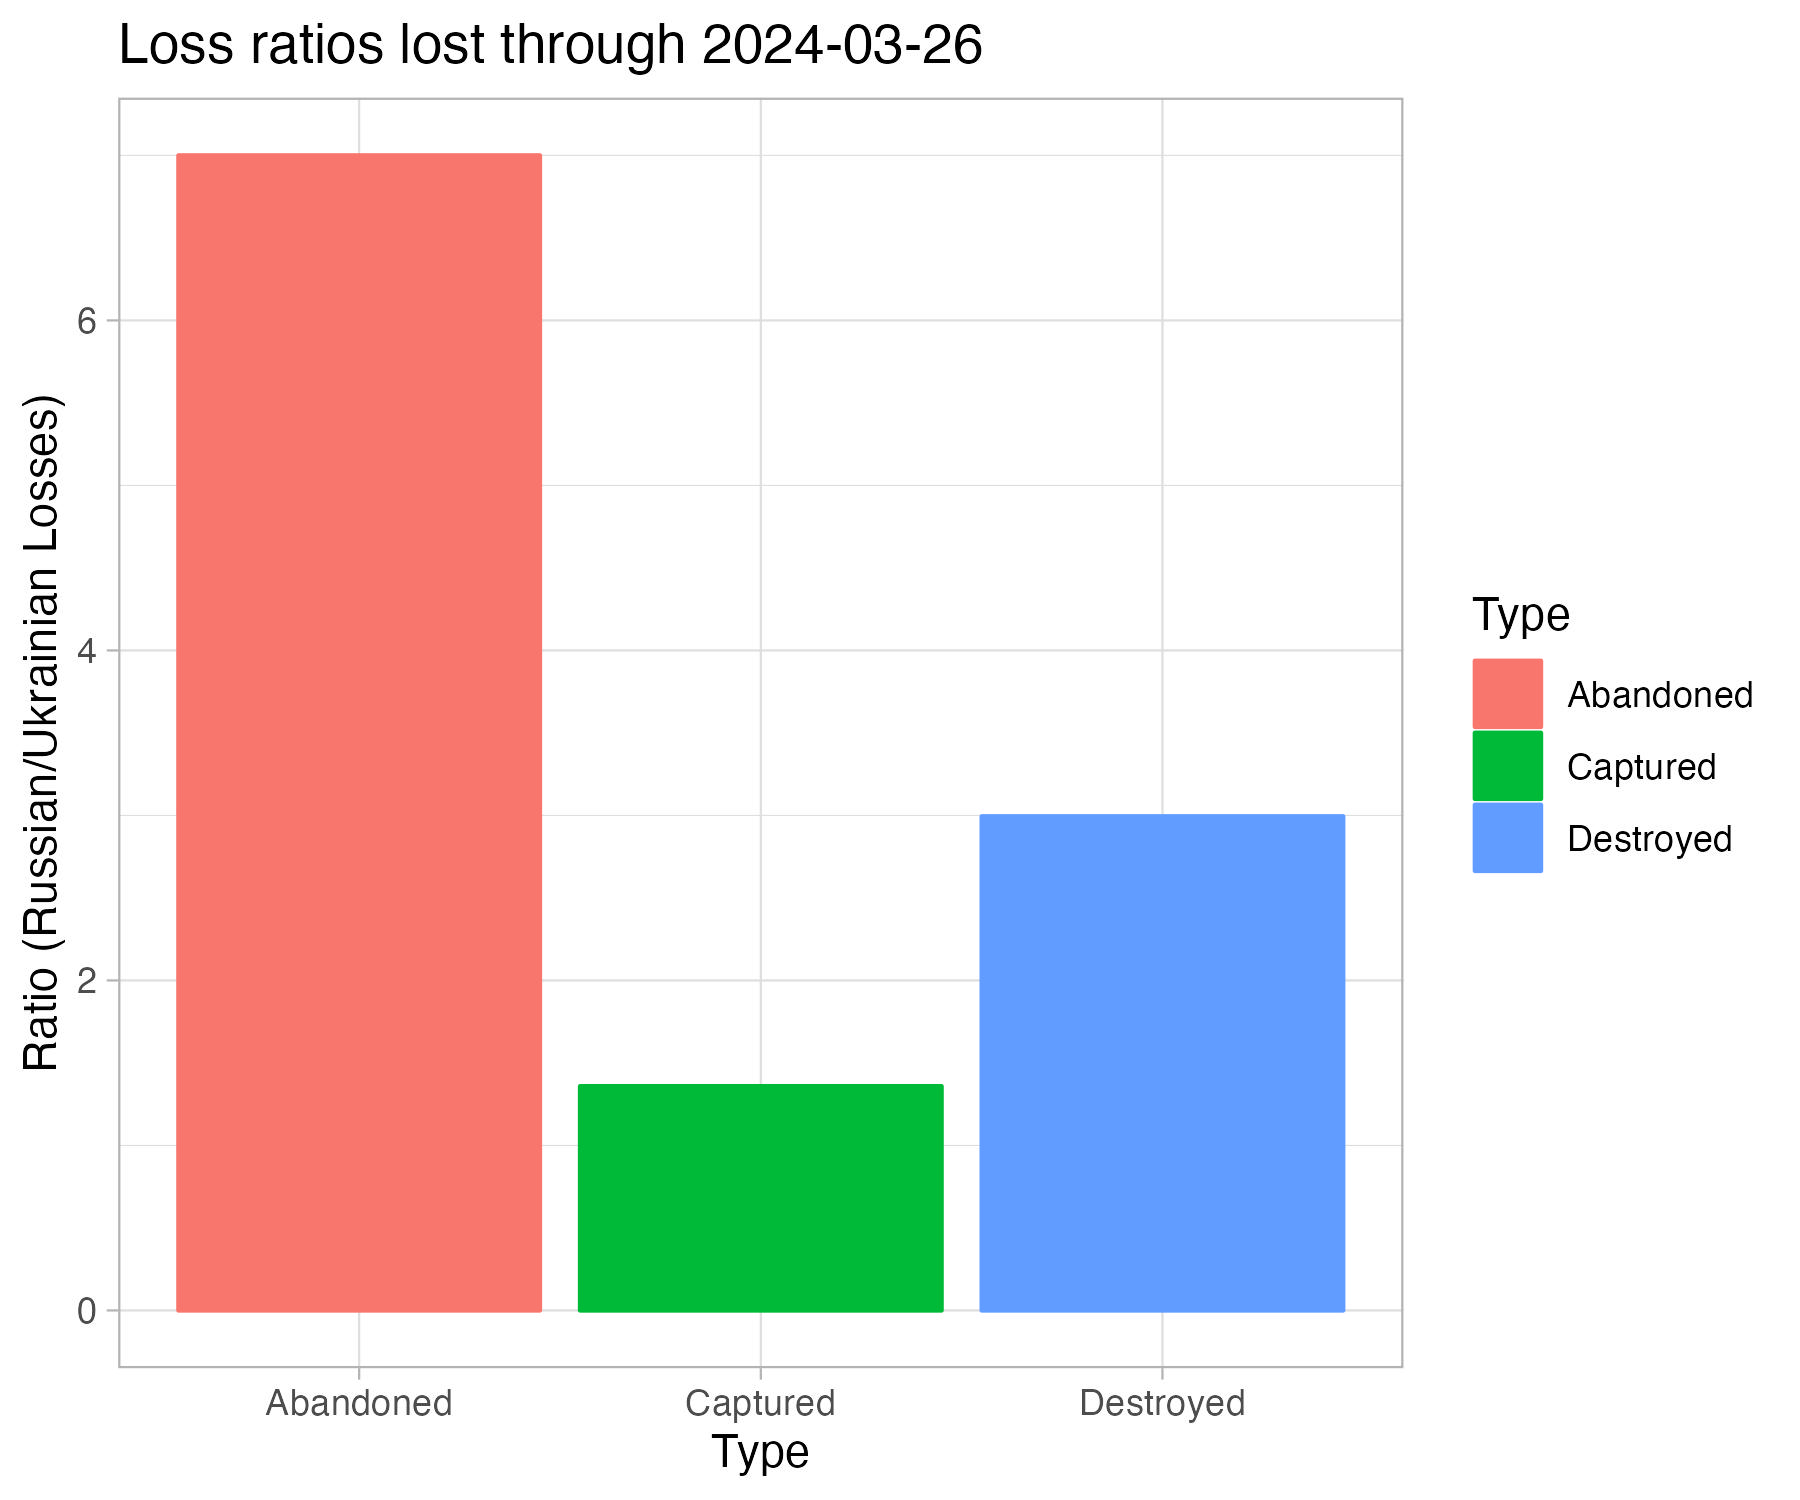 Loss ratios lost through 2024-03-26
Ratio (Russian/Ukrainian Losses)
6
4
2
0
Abandoned
Captured
Destroyed
Type
Type
Abandoned
Captured
Destroyed